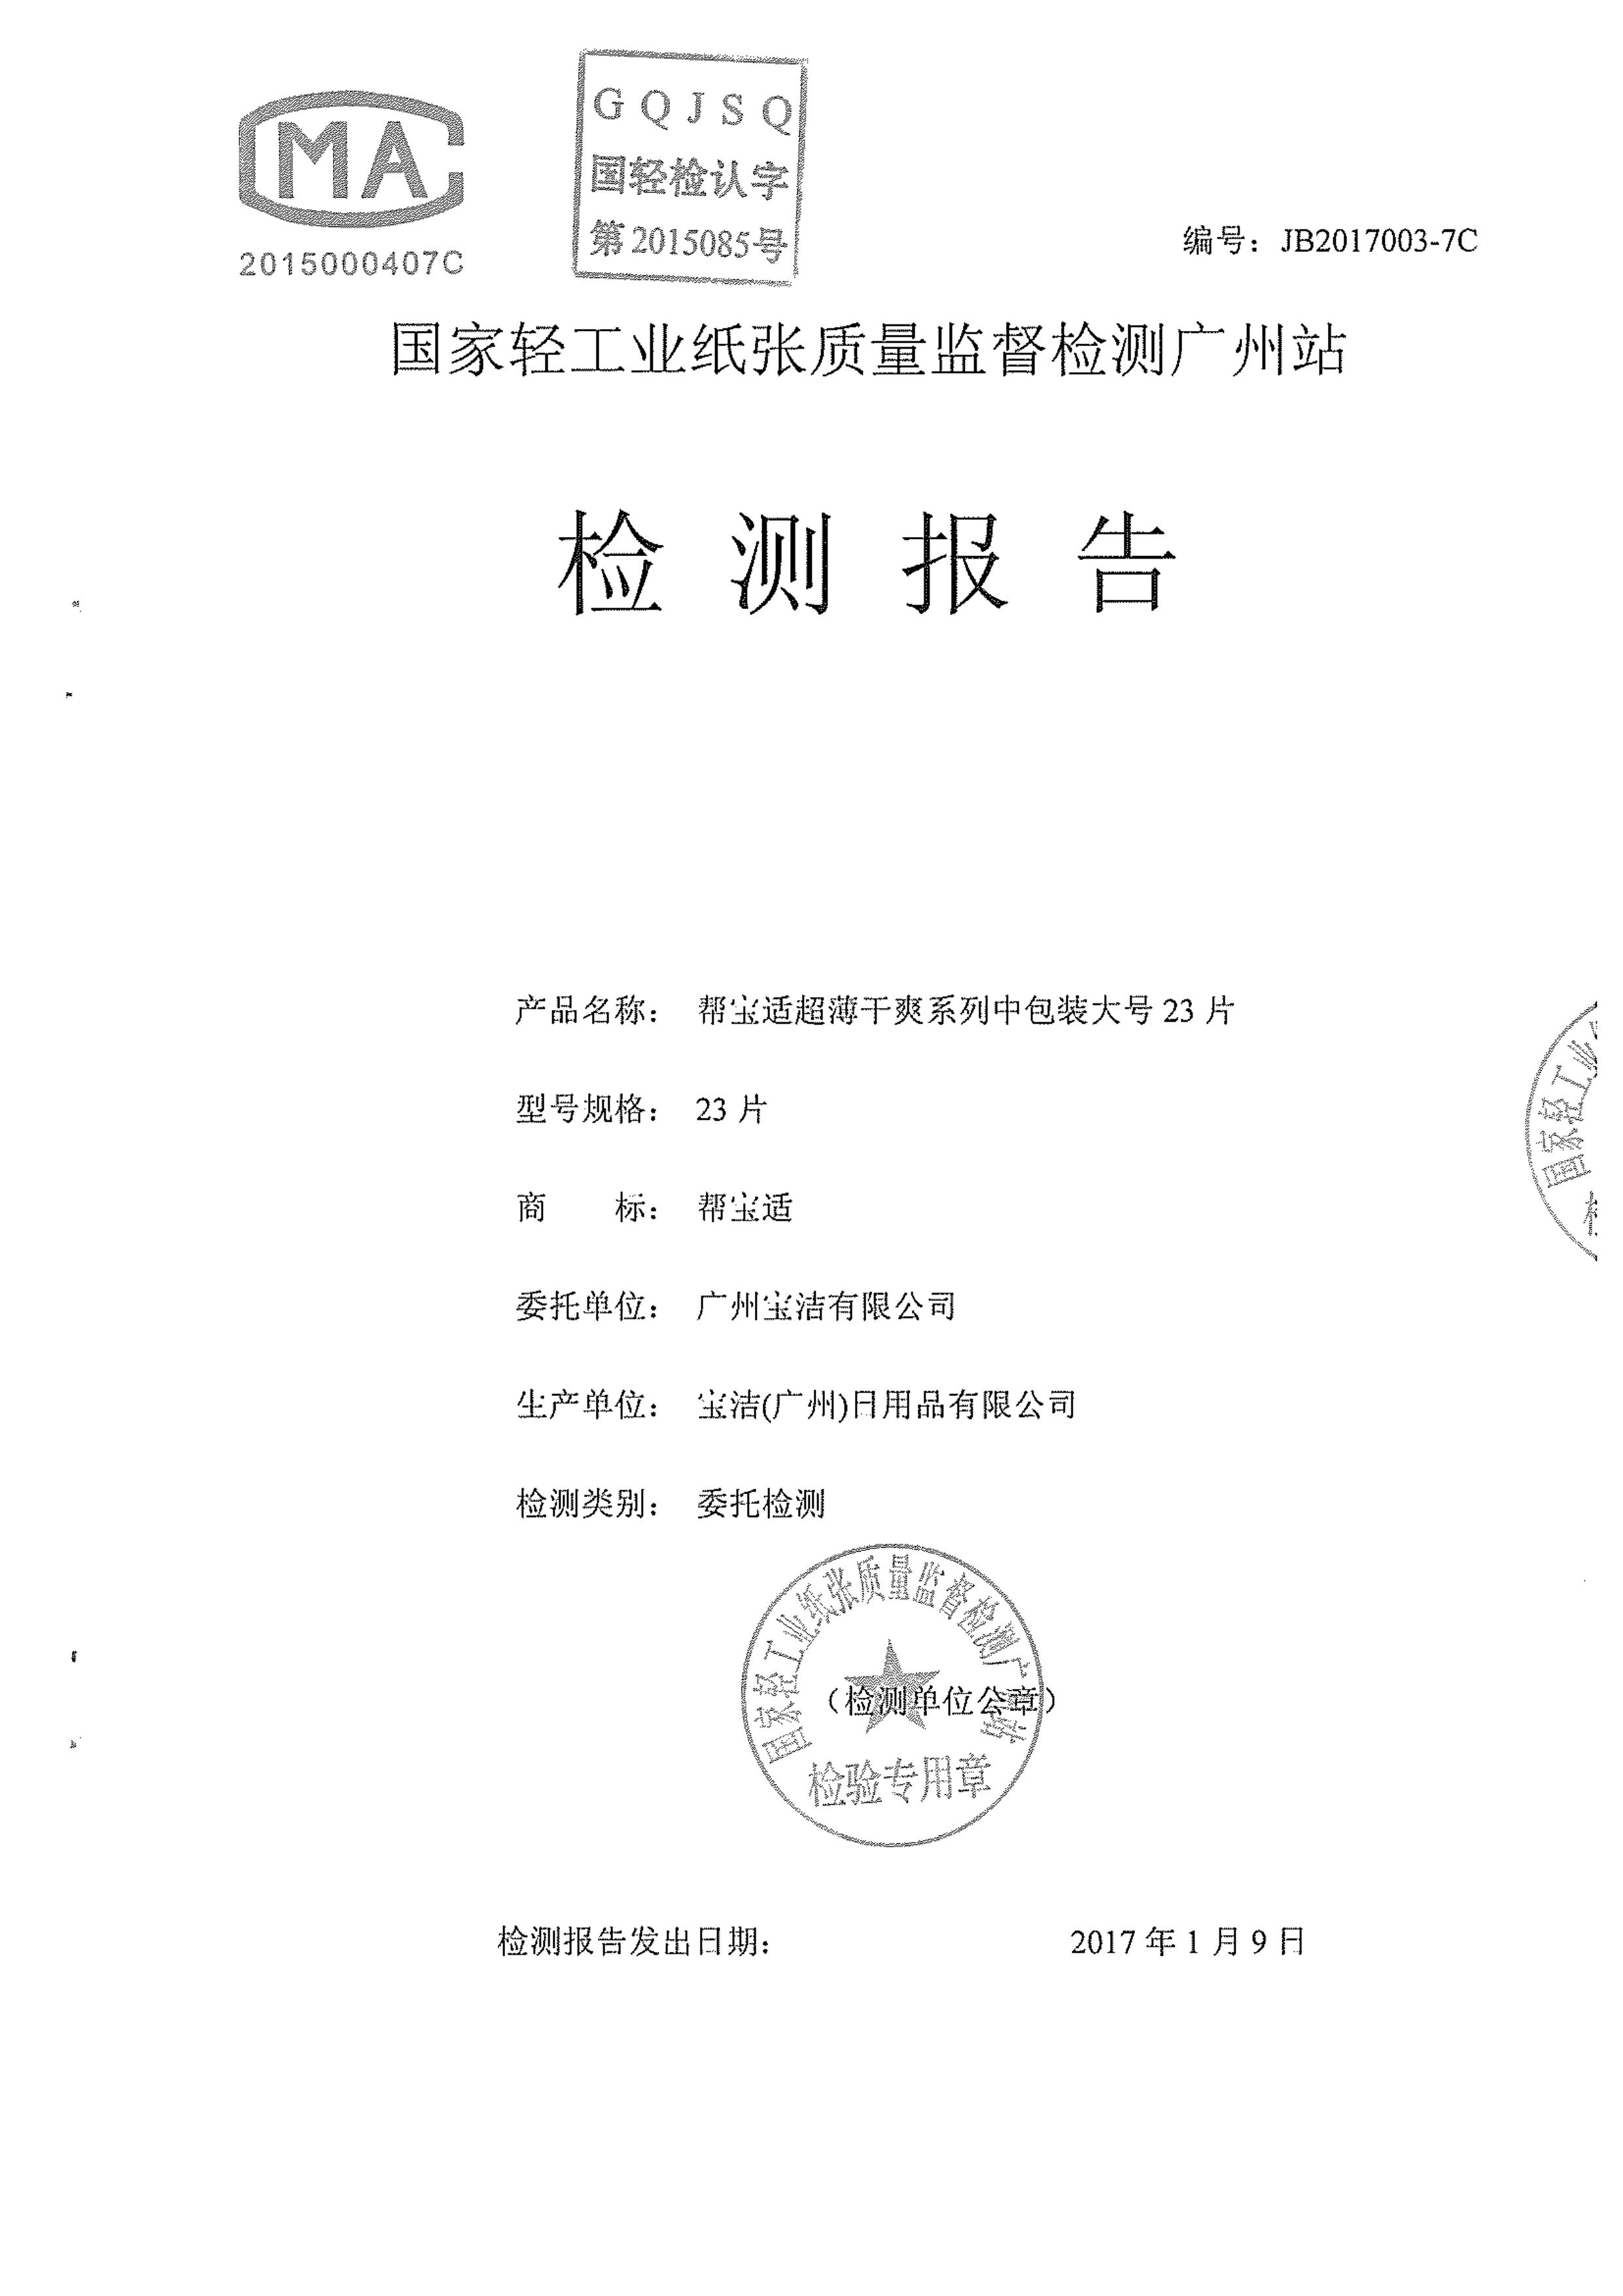 MA
2015000407C
GQJSQ
国轻检认字
第2015085号
编号：JB2017003-7C
国家轻工业纸张质量监督检测广州站
检测报告
产品名称： 帮宝适超薄干爽系列中包装大号 23 片
型号规格： 23 片
商 标： 帮宝适
委托单位： 广州宝洁有限公司
生产单位： 宝洁(广州)日用品有限公司
检测类别： 委托检测
国家轻工业
国家轻工业纸张质量监督检测广州站
（检测单位公章）
检验专用章
检测报告发出日期： 2017 年 1 月 9 日